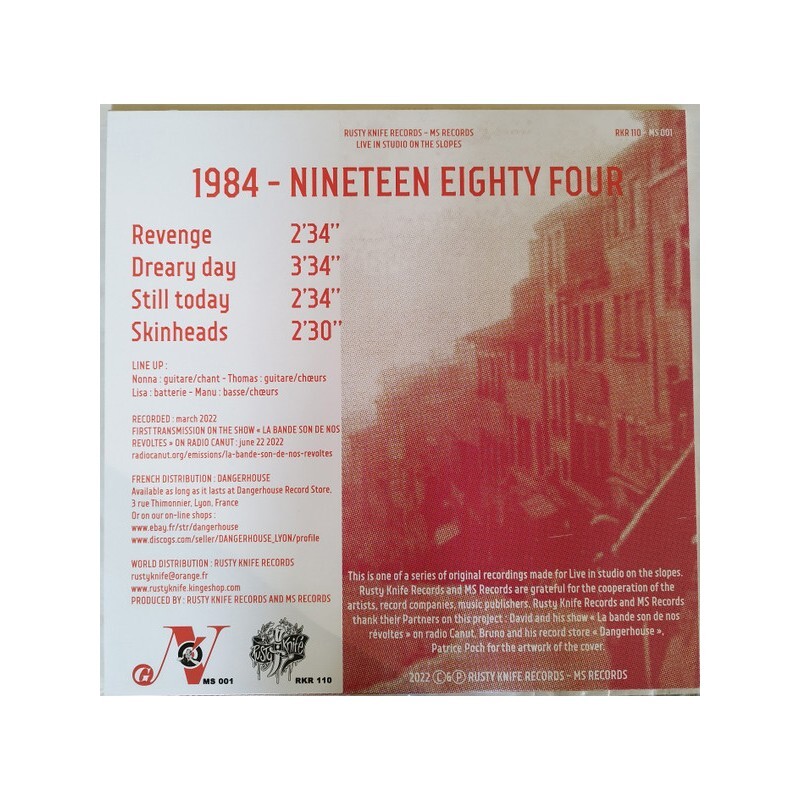 RUSTY KNIFE RECORDS – MS RECORDS
LIVE IN STUDIO ON THE SLOPES
RKR 110 - MS 001
1984 - NINETEEN EIGHTY FOUR
Revenge 2'34''
Dreary day 3'34''
Still today 2'34''
Skinheads 2'30''
LINE UP :
Nonna : guitare/chant - Thomas : guitare/chœurs
Lisa : batterie - Manu : basse/chœurs
RECORDED : march 2022
FIRST TRANSMISSION ON THE SHOW « LA BANDE SON DE NOS
REVOLTES » ON RADIO CANUT : june 22 2022
radiocanut.org/emissions/la-bande-son-de-nos-revoltes
FRENCH DISTRIBUTION : DANGERHOUSE
Available as long as it lasts at Dangerhouse Record Store,
3 rue Thimonnier, Lyon, France
Or on our on-line shops :
www.ebay.fr/str/dangerhouse
www.discogs.com/seller/DANGERHOUSE_LYON/profile
WORLD DISTRIBUTION : RUSTY KNIFE RECORDS
rustyknife@orange.fr
www.rustyknife.kingeshop.com
PRODUCED BY : RUSTY KNIFE RECORDS AND MS RECORDS
MS 001
Rusty Knife
RKR 110
This is one of a series of original recordings made for Live in studio on the slopes.
Rusty Knife Records and MS Records are grateful for the cooperation of the
artists, record companies, music publishers. Rusty Knife Records and MS Records
thank their Partners on this project : David and his show « La bande son de nos
révoltes » on radio Canut, Bruno and his record store « Dangerhouse »,
Patrice Poch for the artwork of the cover.
2022 Ⓒ&Ⓟ RUSTY KNIFE RECORDS – MS RECORDS